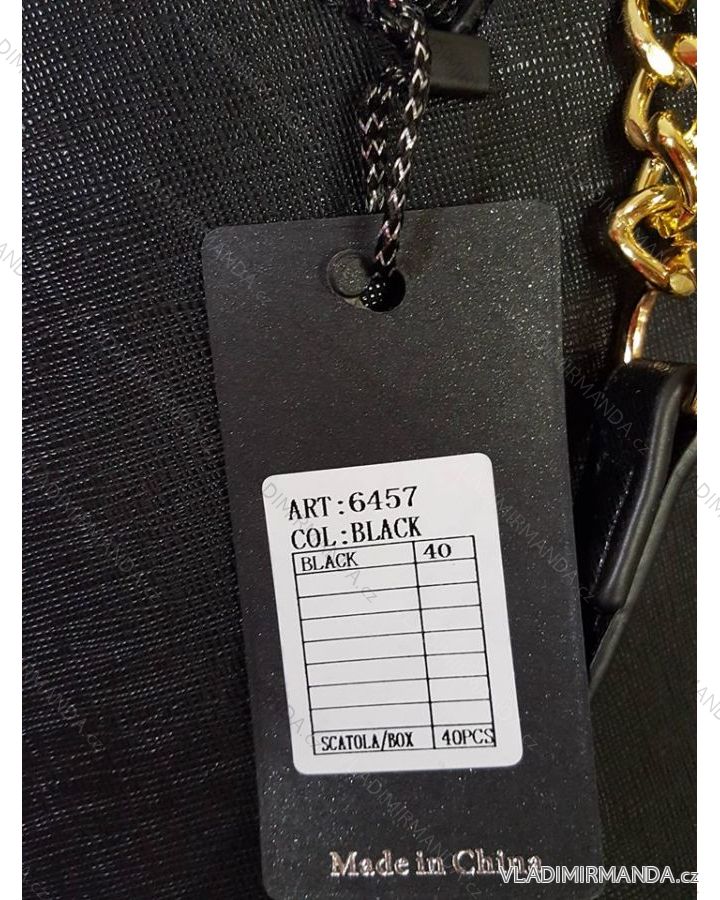 ART:6457
COL:BLACK
BLACK 40
SCATOLA/BOX 40PCS
Made in China
VLADIMIRMANDA.cz